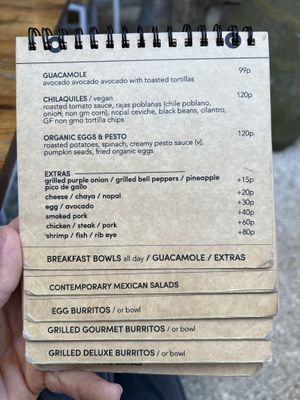 GUACAMOLE 99p
avocado avocado avocado with toasted tortillas
CHILAQUILES / vegan 120p
roasted tomato sauce, rajas poblanas (chile poblano,
onion, non gm corn), nopal ceviche, black beans, cilantro,
GF non gmo tortilla chips
ORGANIC EGGS & PESTO 120p
roasted potatoes, spinach, creamy pesto sauce (v),
pumpkin seeds, fried organic eggs
EXTRAS
grilled purple onion / grilled bell peppers / pineapple +15p
pico de gallo
cheese / chaya / nopal +20p
egg / avocado +30p
smoked pork +40p
chicken / steak / pork +60p
shrimp / fish / rib eye +80p
BREAKFAST BOWLS all day / GUACAMOLE / EXTRAS
CONTEMPORARY MEXICAN SALADS
EGG BURRITOS / or bowl
GRILLED GOURMET BURRITOS / or bowl
GRILLED DELUXE BURRITOS / or bowl